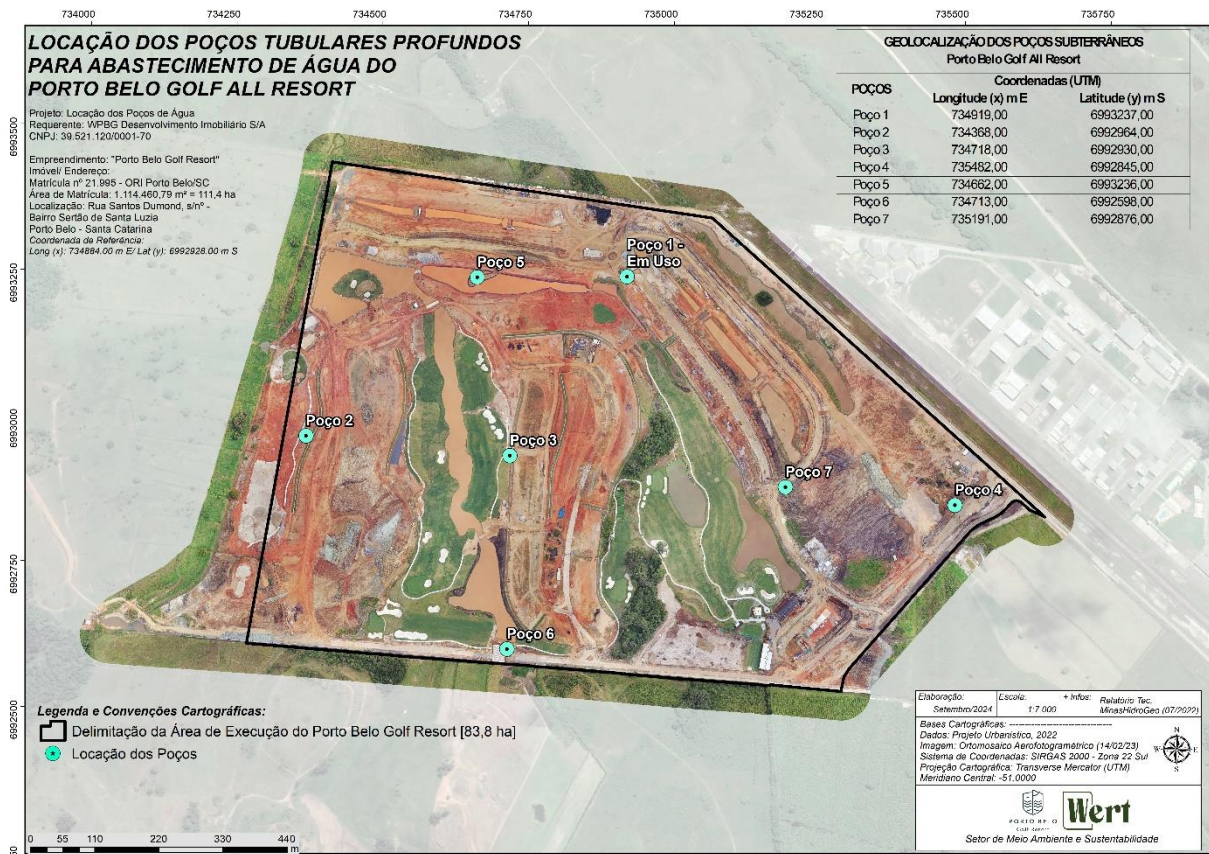 734000 734250 734500 734750 735000 735250 735500 735750
LOCAÇÃO DOS POÇOS TUBULARES PROFUNDOS
PARA ABASTECIMENTO DE ÁGUA DO
PORTO BELO GOLF ALL RESORT
Projeto: Locação dos Poços de Água
Requerente: WPBG Desenvolvimento Imobiliário S/A
CNPJ: 39.521.120/0001-70
Empreendimento: "Porto Belo Golf Resort"
Imóvel/ Endereço:
Matrícula nº 21.995 - ORI Porto Belo/SC
Área de Matrícula: 1.114.460,79 m² = 111,4 ha
Localização: Rua Santos Dumond, s/nº -
Bairro Sertão de Santa Luzia
Porto Belo - Santa Catarina
Coordenada de Referência:
Long (x): 734884.00 m E/ Lat (y): 6992928.00 m S
GEOLOCALIZAÇÃO DOS POÇOS SUBTERRÂNEOS
Porto Belo Golf All Resort
POÇOS Coordenadas (UTM)
Longitude (x) m E Latitude (y) m S
Poço 1 734919,00 6993237,00
Poço 2 734368,00 6992964,00
Poço 3 734718,00 6992930,00
Poço 4 735482,00 6992845,00
Poço 5 734662,00 6993236,00
Poço 6 734713,00 6992598,00
Poço 7 735191,00 6992876,00
6993500
6993250
6993000
6992750
6992500
Poço 1 -
Em Uso
Poço 5
Poço 2
Poço 3
Poço 7
Poço 4
Poço 6
Legenda e Convenções Cartográficas:
Delimitação da Área de Execução do Porto Belo Golf Resort [83,8 ha]
Locação dos Poços
0 55 110 220 330 440
m
Elaboração: Setembro/2024
Escala: 1:7 000
+ Infos: Relatório Tec. MinasHidroGeo (07/2022)
Bases Cartográficas: --------------------------
Dados: Projeto Urbanístico, 2022
Imagem: Ortomosaico Aerofotogramétrico (14/02/23)
Sistema de Coordenadas: SIRGAS 2000 - Zona 22 Sul
Projeção Cartográfica: Transverse Mercator (UTM)
Meridiano Central: -51,0000
N
W E
S
PORTO BELO
Golf Resort
Wert
Setor de Meio Ambiente e Sustentabilidade